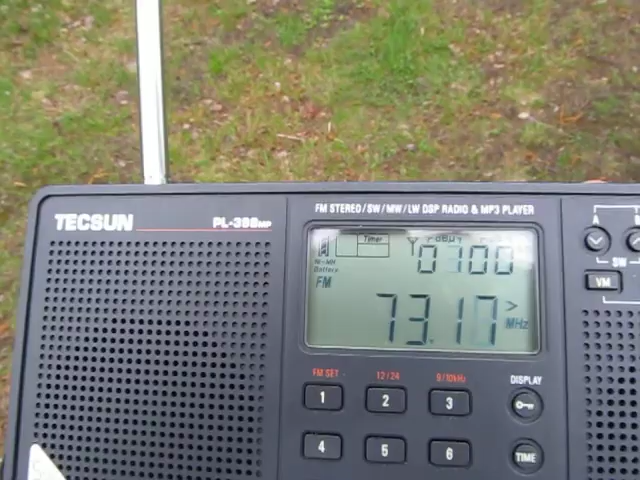 TECSUN
PL-398MP
FM STEREO/SW/MW/LW DSP RADIO & MP3 PLAYER
Timer
Ni-MH
Battery
FM
73.17
MHz
FM SET
12/24
9/10kHz
DISPLAY
1
2
3
4
5
6
TIME
A
SW
VM